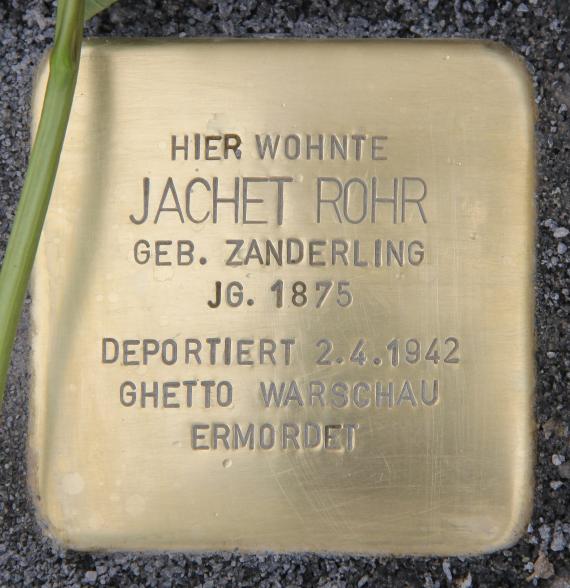 HIER WOHNTE
JACHET ROHR
GEB. ZANDERLING
JG. 1875
DEPORTIERT 2.4.1942
GHETTO WARSCHAU
ERMORDET